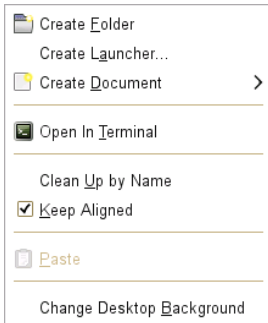 Create Folder
Create Launcher...
Create Document
Open In Terminal
Clean Up by Name
Keep Aligned
Paste
Change Desktop Background